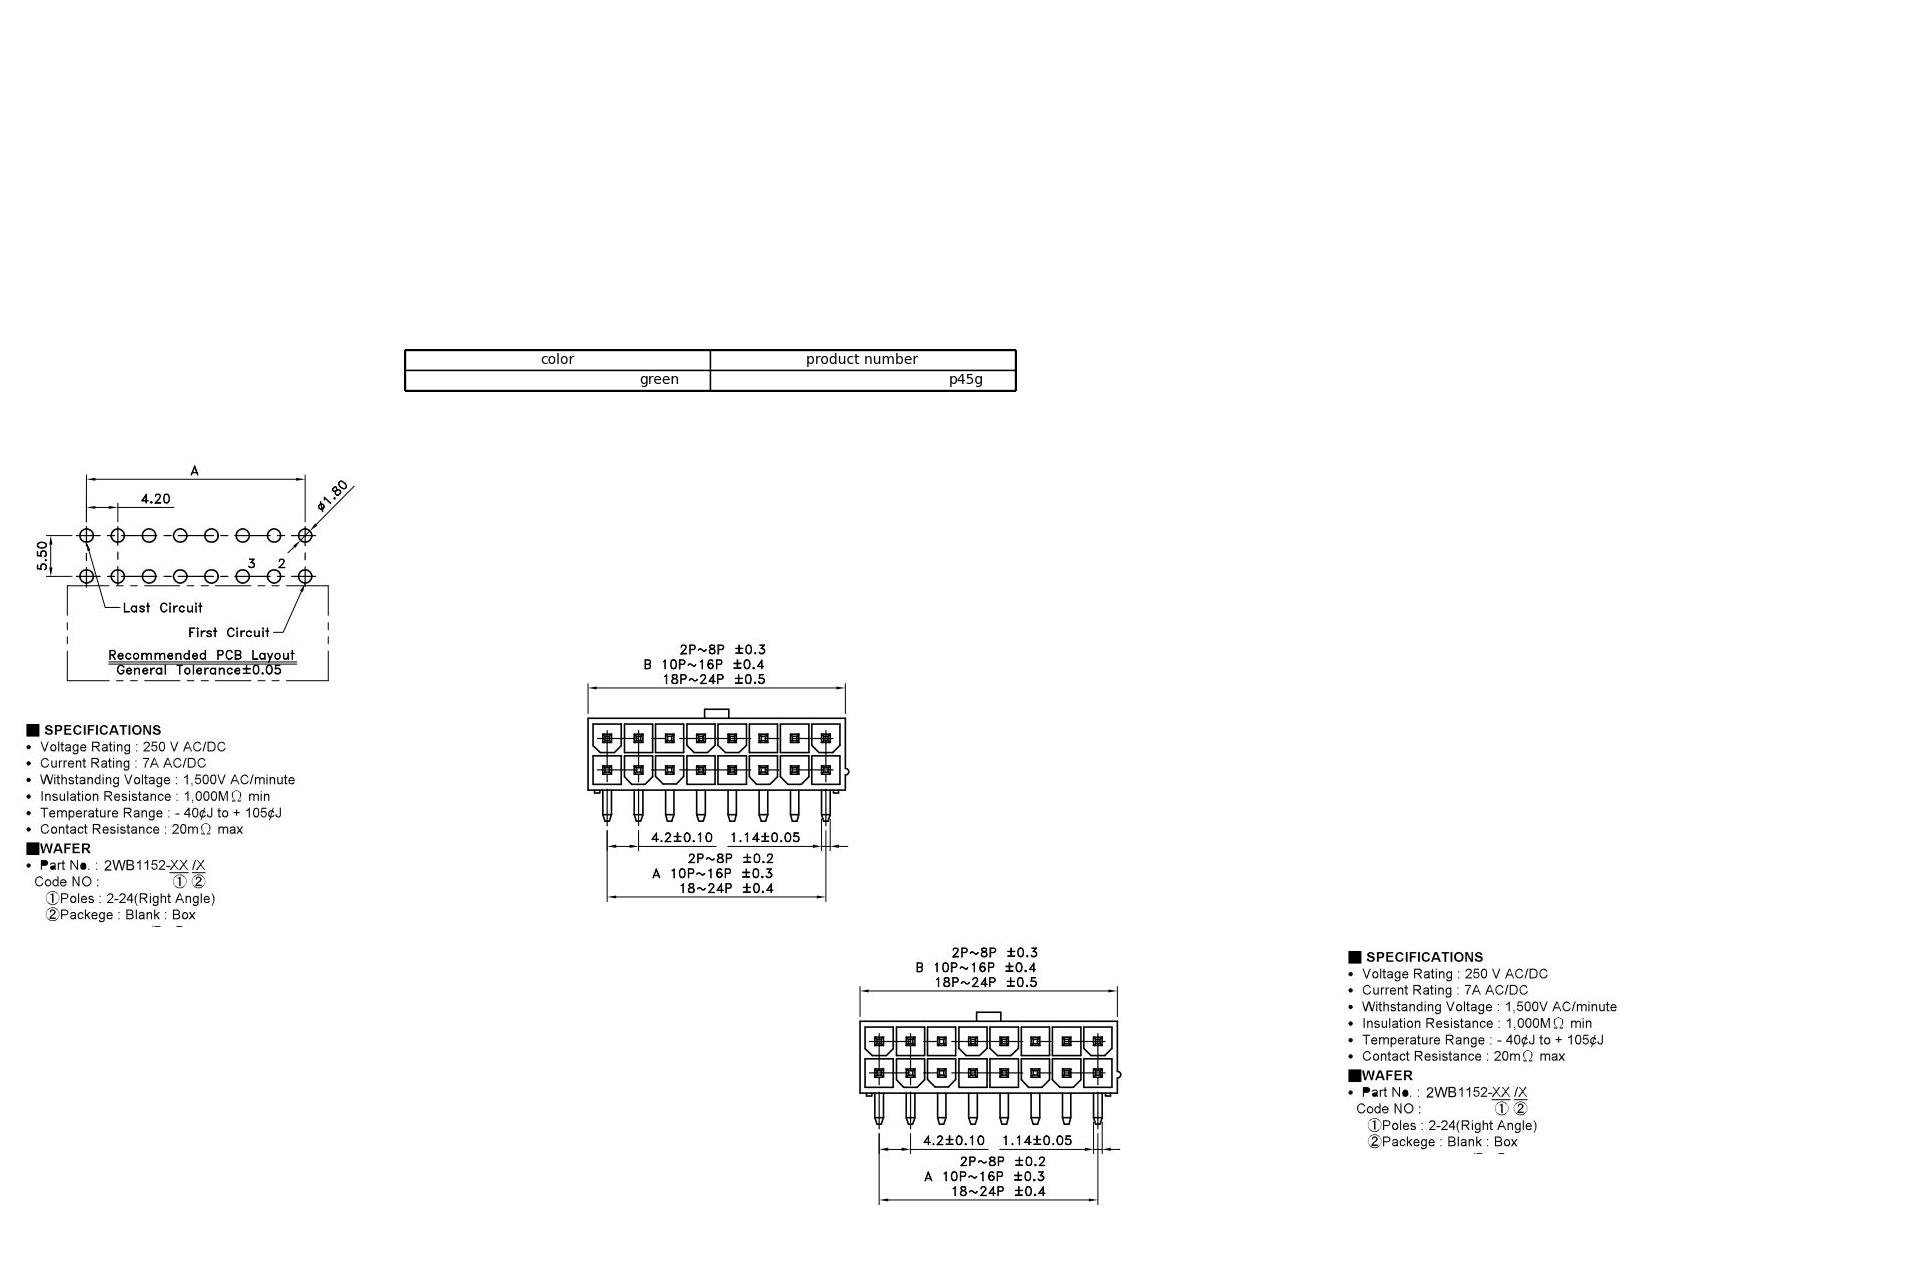 color product number
green p45g
A
4.20
ø1.80
5.50
3 2
Last Circuit
First Circuit
Recommended PCB Layout
General Tolerance±0.05
■ SPECIFICATIONS
• Voltage Rating : 250 V AC/DC
• Current Rating : 7A AC/DC
• Withstanding Voltage : 1,500V AC/minute
• Insulation Resistance : 1,000MΩ min
• Temperature Range : - 40¢J to + 105¢J
• Contact Resistance : 20mΩ max
■WAFER
• Part No. : 2WB1152-XX /X
Code NO : ① ②
①Poles : 2-24(Right Angle)
②Packege : Blank : Box
2P~8P ±0.3
B 10P~16P ±0.4
18P~24P ±0.5
4.2±0.10 1.14±0.05
2P~8P ±0.2
A 10P~16P ±0.3
18~24P ±0.4
2P~8P ±0.3
B 10P~16P ±0.4
18P~24P ±0.5
4.2±0.10 1.14±0.05
2P~8P ±0.2
A 10P~16P ±0.3
18~24P ±0.4
■ SPECIFICATIONS
• Voltage Rating : 250 V AC/DC
• Current Rating : 7A AC/DC
• Withstanding Voltage : 1,500V AC/minute
• Insulation Resistance : 1,000MΩ min
• Temperature Range : - 40¢J to + 105¢J
• Contact Resistance : 20mΩ max
■WAFER
• Part No. : 2WB1152-XX /X
Code NO : ① ②
①Poles : 2-24(Right Angle)
②Packege : Blank : Box